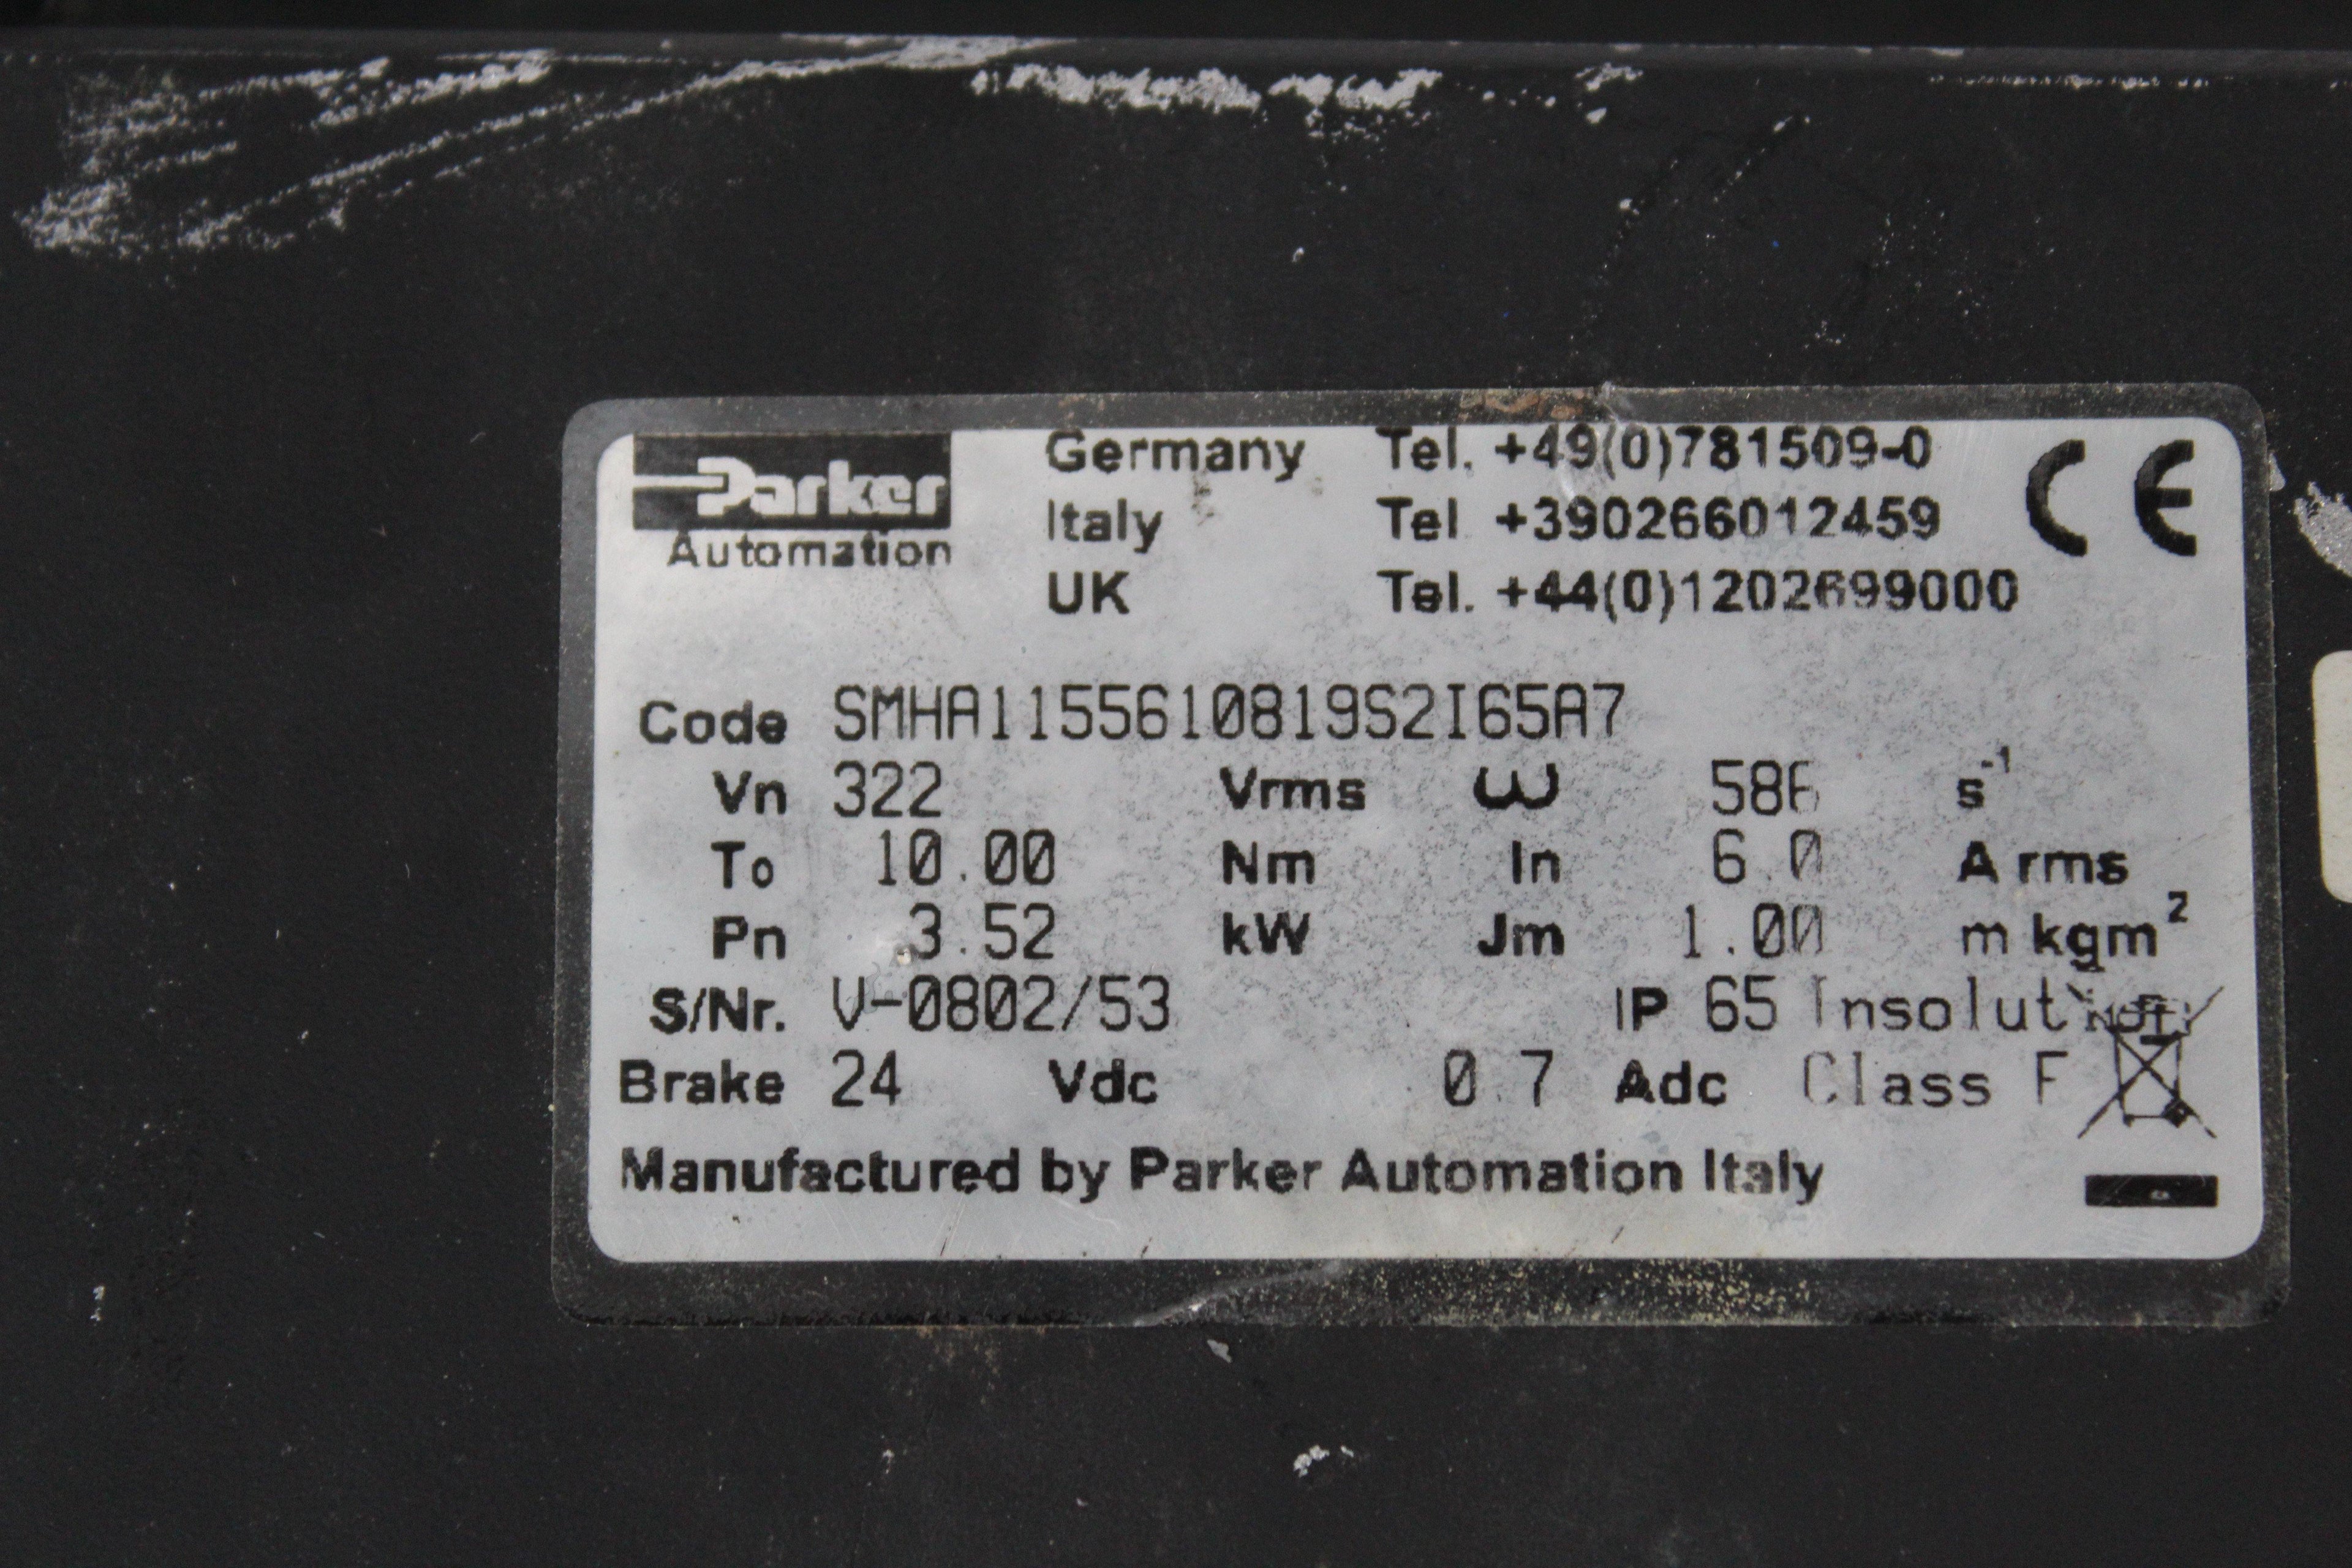 Parker
Automation
Germany Tel. +49(0)781509-0
Italy Tel +390266012459
UK Tel. +44(0)1202699000
CE
Code SMHA1155610819S2I65A7
Vn 322 Vrms ω 586 s-1
To 10.00 Nm In 6.0 A rms
Pn 3.52 kW Jm 1.00 m kgm2
S/Nr. V-0802/53 IP 65 Insolution
Brake 24 Vdc 0.7 Adc Class F
Manufactured by Parker Automation Italy